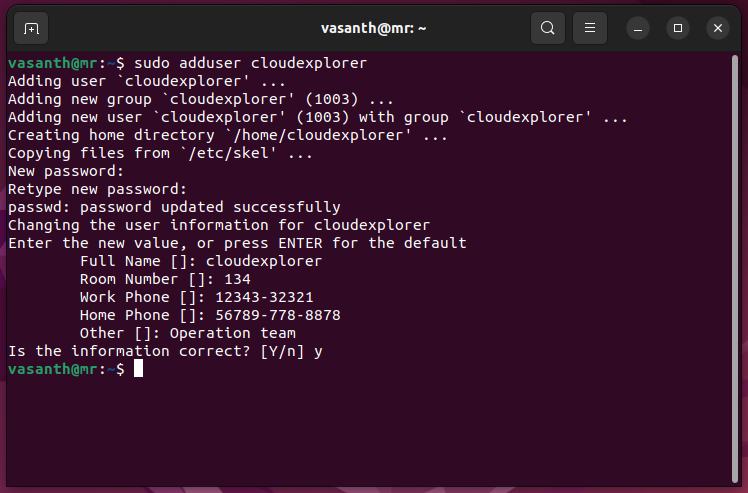 vasanth@mr: ~
vasanth@mr:~$ sudo adduser cloudexplorer
Adding user `cloudexplorer' ...
Adding new group `cloudexplorer' (1003) ...
Adding new user `cloudexplorer' (1003) with group `cloudexplorer' ...
Creating home directory `/home/cloudexplorer' ...
Copying files from `/etc/skel' ...
New password:
Retype new password:
passwd: password updated successfully
Changing the user information for cloudexplorer
Enter the new value, or press ENTER for the default
        Full Name []: cloudexplorer
        Room Number []: 134
        Work Phone []: 12343-32321
        Home Phone []: 56789-778-8878
        Other []: Operation team
Is the information correct? [Y/n] y
vasanth@mr:~$